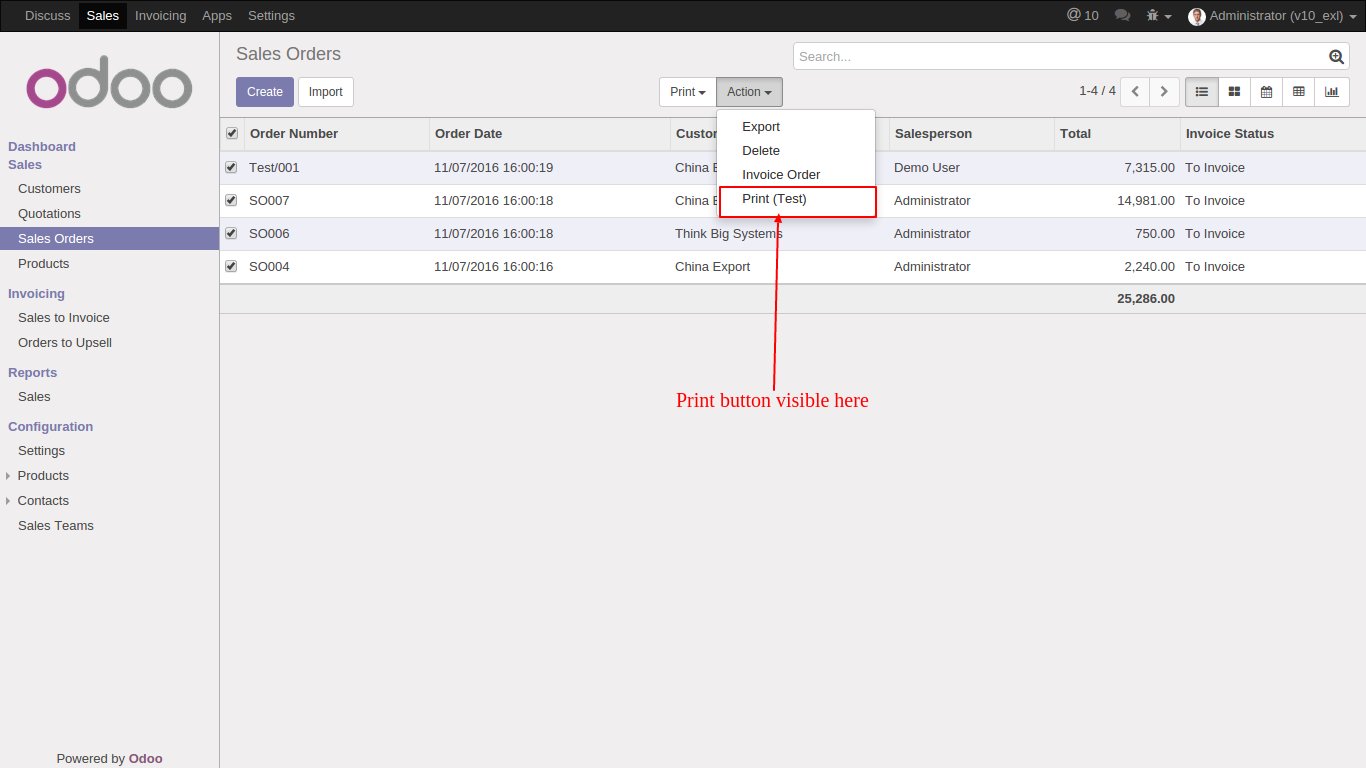 Discuss Sales Invoicing Apps Settings @ 10 Administrator (v10_exl)
odoo
Sales Orders
Search...
Create Import Print Action 1-4 / 4
Export
Delete
Invoice Order
Print (Test)
Order Number Order Date Custo Salesperson Total Invoice Status
Test/001 11/07/2016 16:00:19 China E Demo User 7,315.00 To Invoice
SO007 11/07/2016 16:00:18 China E Administrator 14,981.00 To Invoice
SO006 11/07/2016 16:00:18 Think Big Systems Administrator 750.00 To Invoice
SO004 11/07/2016 16:00:16 China Export Administrator 2,240.00 To Invoice
25,286.00
Print button visible here
Dashboard
Sales
Customers
Quotations
Sales Orders
Products
Invoicing
Sales to Invoice
Orders to Upsell
Reports
Sales
Configuration
Settings
Products
Contacts
Sales Teams
Powered by Odoo